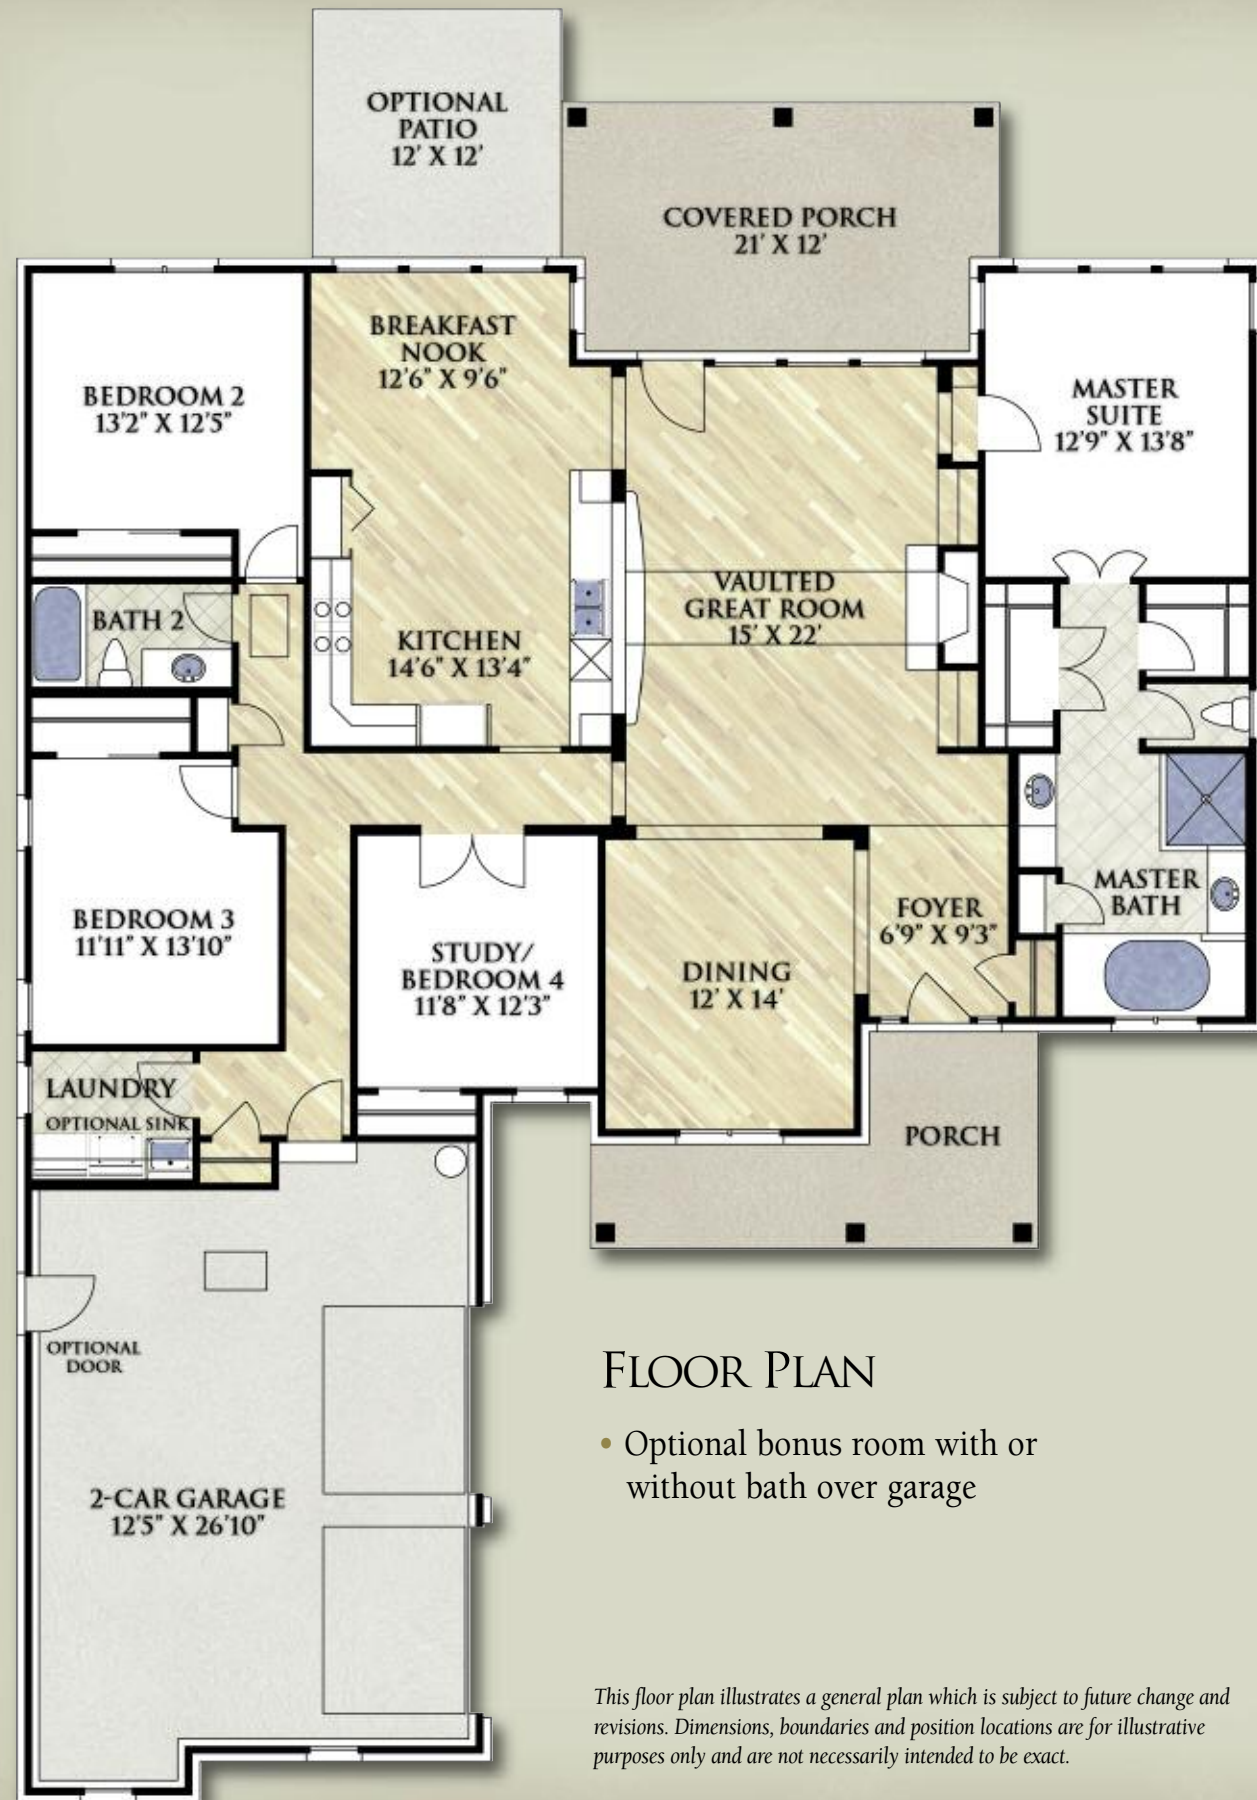 OPTIONAL
PATIO
12' X 12'
COVERED PORCH
21' X 12'
BREAKFAST
NOOK
12'6" X 9'6"
BEDROOM 2
13'2" X 12'5"
MASTER
SUITE
12'9" X 13'8"
BATH 2
KITCHEN
14'6" X 13'4"
VAULTED
GREAT ROOM
15' X 22'
BEDROOM 3
11'11" X 13'10"
STUDY/
BEDROOM 4
11'8" X 12'3"
DINING
12' X 14'
FOYER
6'9" X 9'3"
MASTER
BATH
LAUNDRY
OPTIONAL SINK
PORCH
OPTIONAL
DOOR
2-CAR GARAGE
12'5" X 26'10"
FLOOR PLAN
• Optional bonus room with or
without bath over garage
This floor plan illustrates a general plan which is subject to future change and
revisions. Dimensions, boundaries and position locations are for illustrative
purposes only and are not necessarily intended to be exact.